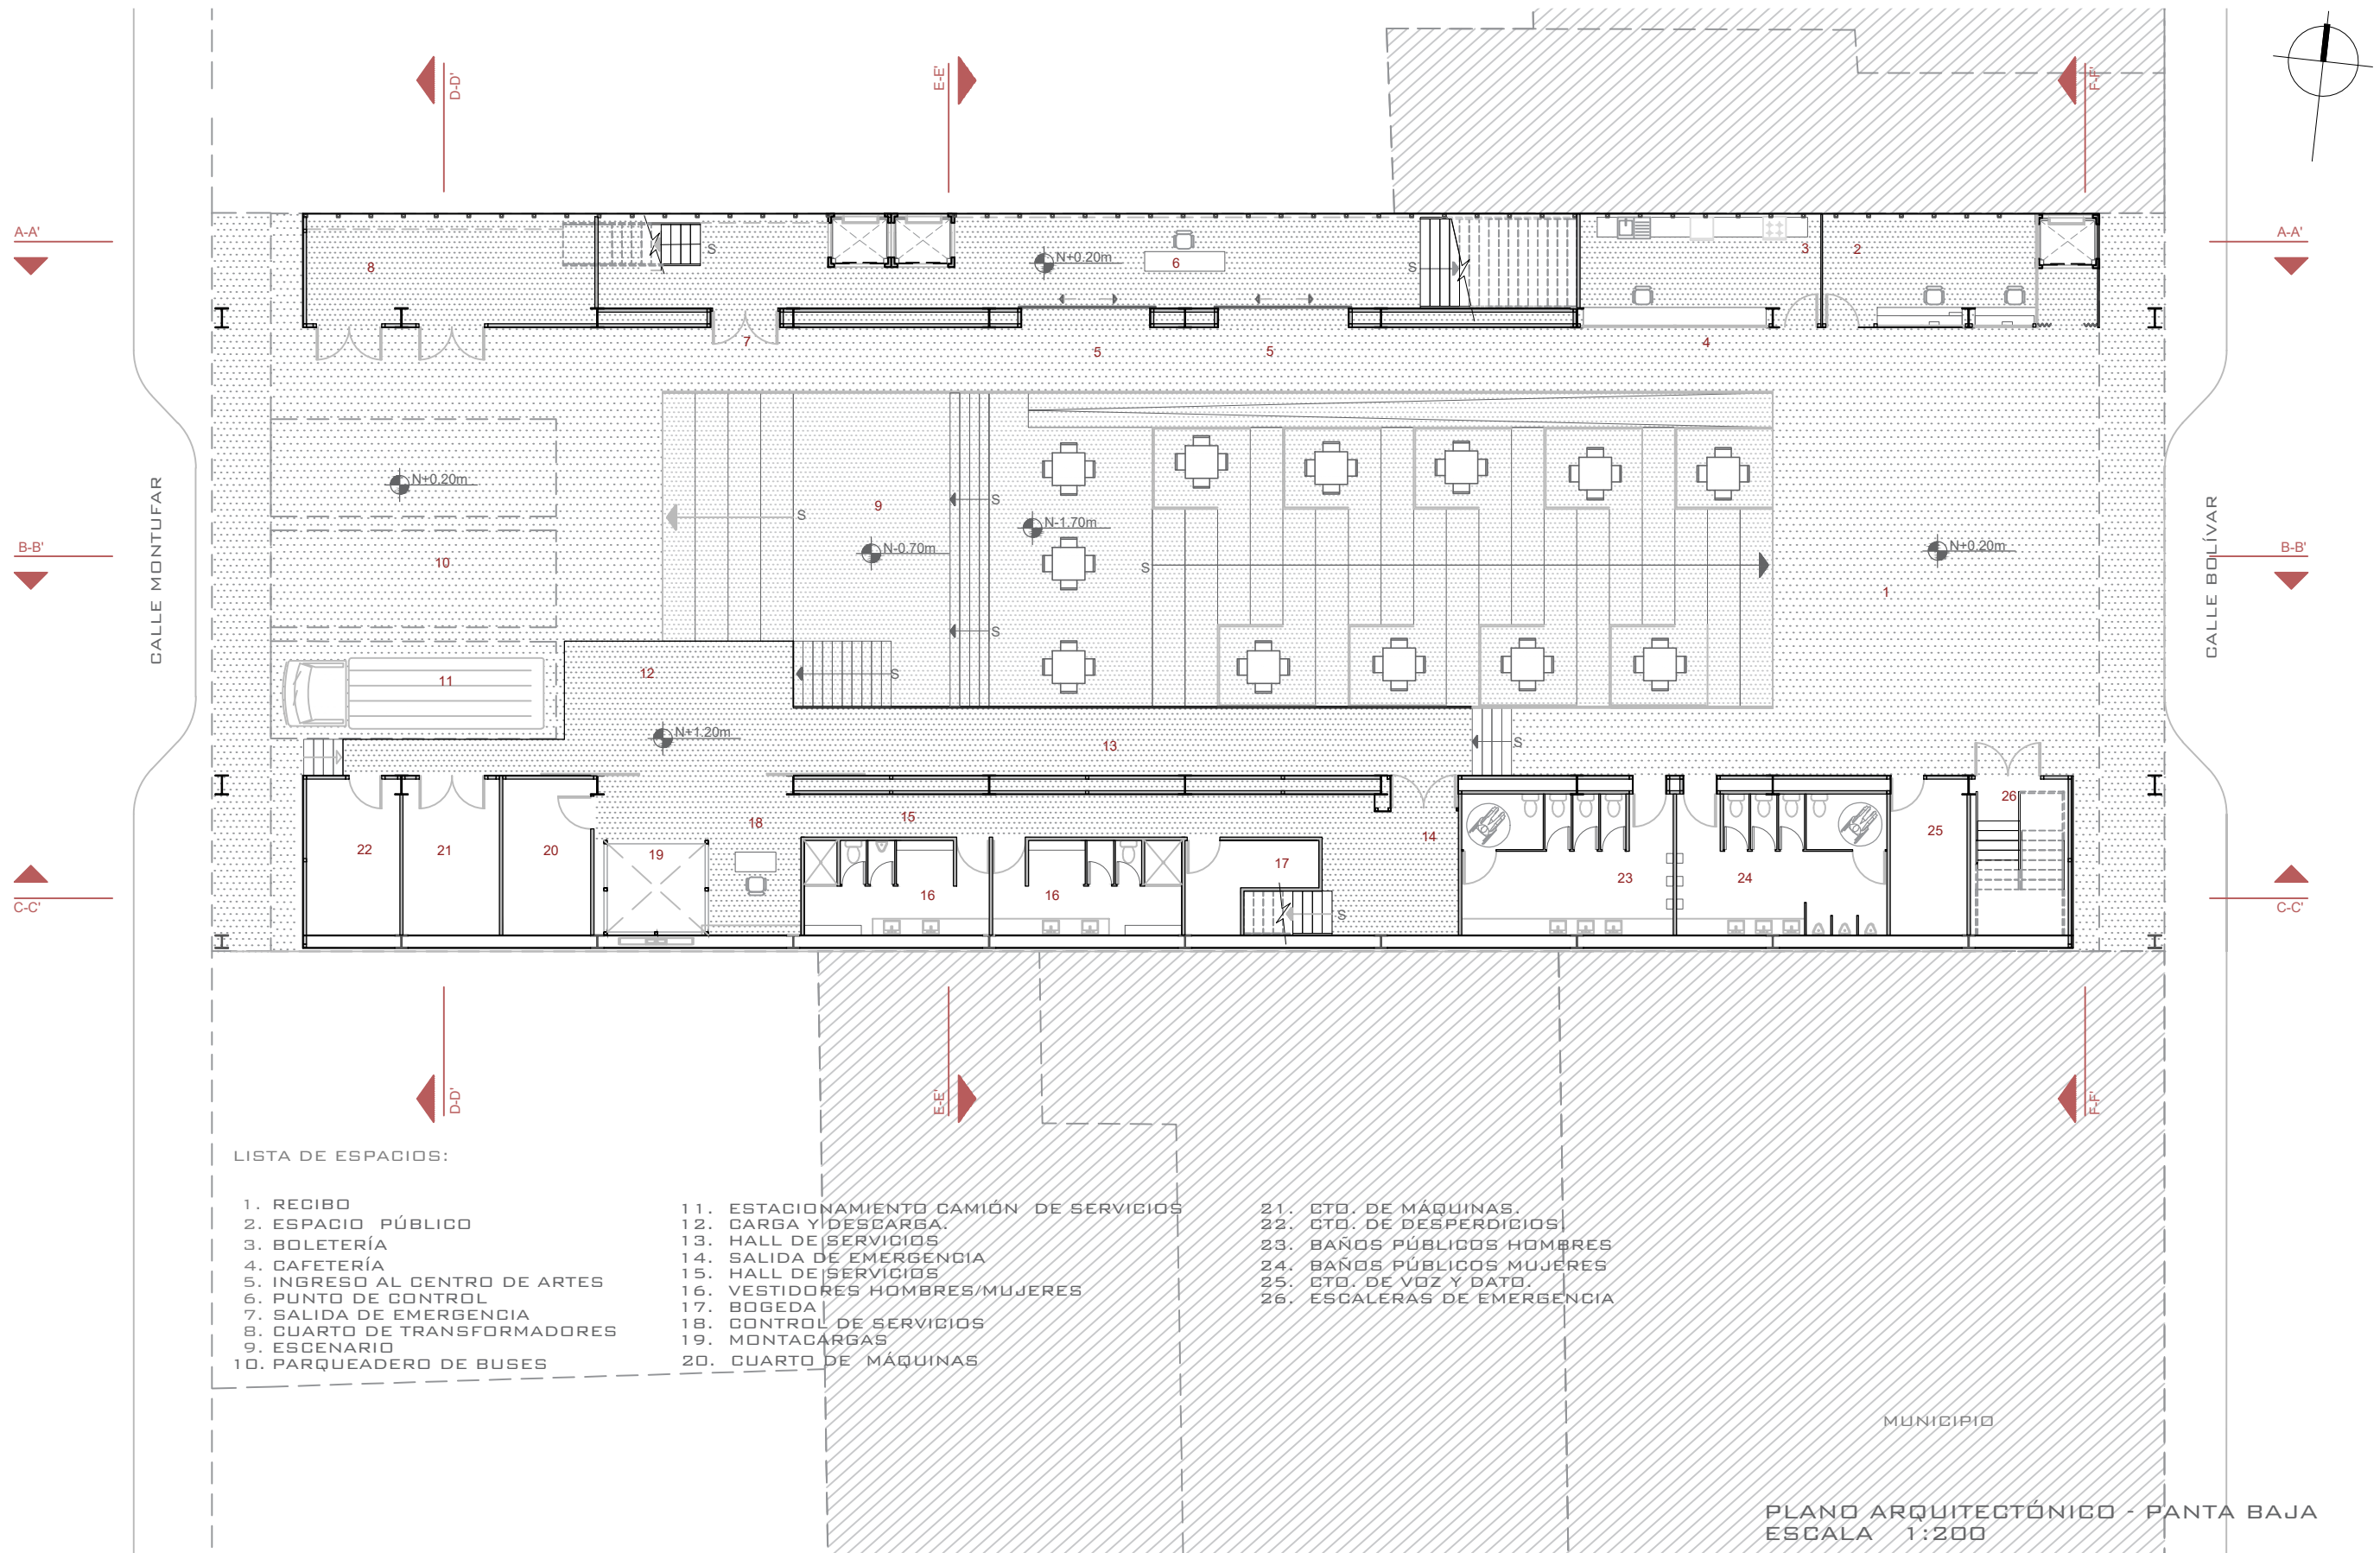 D-D'
E-E'
F-F'
A-A'
A-A'
S
N+0.20m
6
S
3
2
8
7
5
5
4
N+0.20m
9
S
S
N-1.70m
N-0.70m
S
N+0.20m
CALLE MONTUFAR
B-B'
10
CALLE BOLÍVAR
B-B'
1
S
11
12
S
N+1.20m
13
S
22
21
20
18
19
15
16
16
17
S
14
23
24
25
26
C-C'
C-C'
D-D'
E-E'
F-F'
LISTA DE ESPACIOS:
1. RECIBO
2. ESPACIO PÚBLICO
3. BOLETERÍA
4. CAFETERÍA
5. INGRESO AL CENTRO DE ARTES
6. PUNTO DE CONTROL
7. SALIDA DE EMERGENCIA
8. CUARTO DE TRANSFORMADORES
9. ESCENARIO
10. PARQUEADERO DE BUSES
11. ESTACIONAMIENTO CAMIÓN DE SERVICIOS
12. CARGA Y DESCARGA.
13. HALL DE SERVICIOS
14. SALIDA DE EMERGENCIA
15. HALL DE SERVICIOS
16. VESTIDORES HOMBRES/MUJERES
17. BOGEDA
18. CONTROL DE SERVICIOS
19. MONTACARGAS
20. CUARTO DE MÁQUINAS
21. CTO. DE MÁQUINAS.
22. CTO. DE DESPERDICIOS.
23. BAÑOS PÚBLICOS HOMBRES
24. BAÑOS PÚBLICOS MUJERES
25. CTO. DE VOZ Y DATO.
26. ESCALERAS DE EMERGENCIA
MUNICIPIO
PLANO ARQUITECTÓNICO - PANTA BAJA
ESCALA 1:200